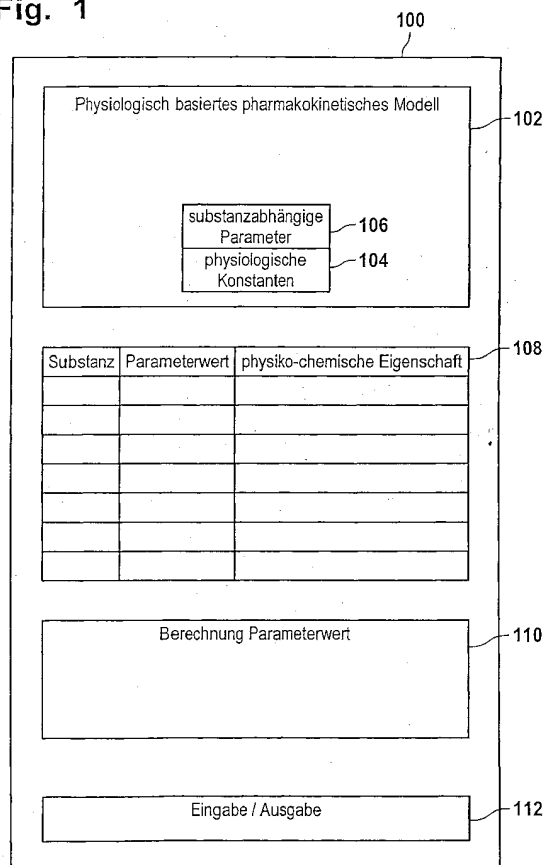 Fig. 1
100
Physiologisch basiertes pharmakokinetisches Modell
102
substanzabhängige
Parameter
106
physiologische
Konstanten
104
108
Substanz Parameterwert physiko-chemische Eigenschaft
Berechnung Parameterwert
110
Eingabe / Ausgabe
112